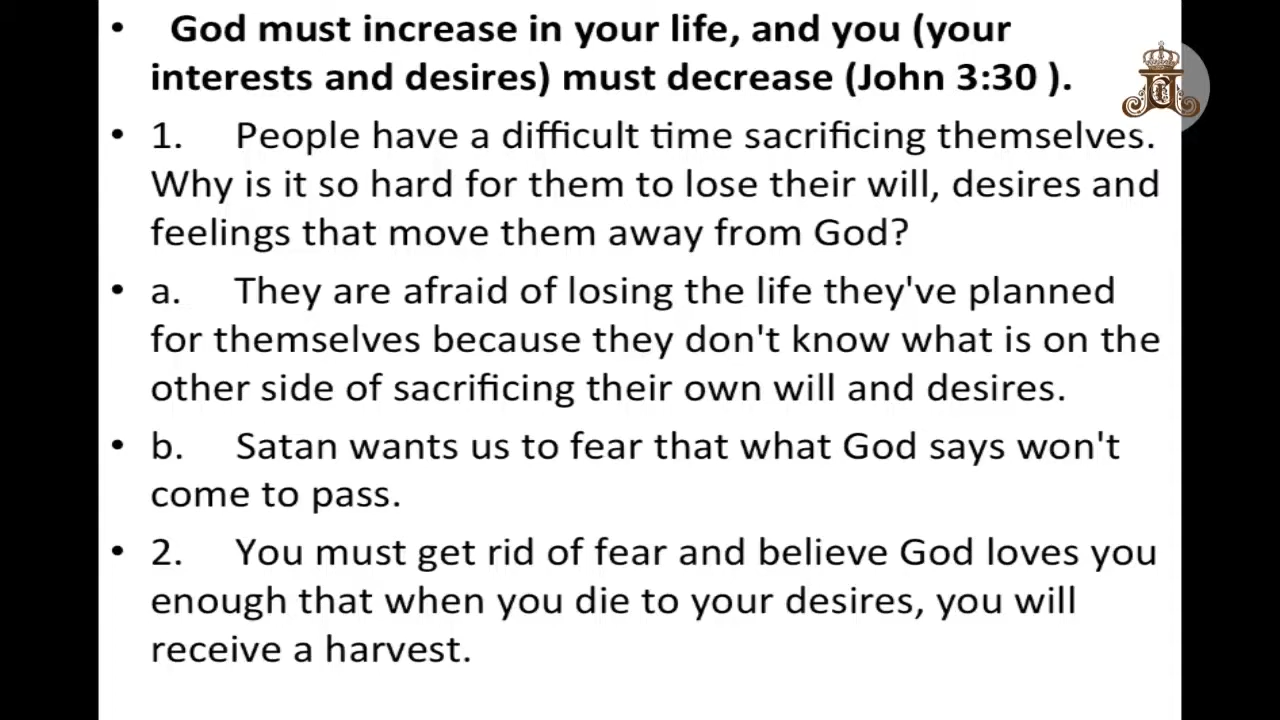 • God must increase in your life, and you (your
interests and desires) must decrease (John 3:30 ).
• 1. People have a difficult time sacrificing themselves.
Why is it so hard for them to lose their will, desires and
feelings that move them away from God?
• a. They are afraid of losing the life they've planned
for themselves because they don't know what is on the
other side of sacrificing their own will and desires.
• b. Satan wants us to fear that what God says won't
come to pass.
• 2. You must get rid of fear and believe God loves you
enough that when you die to your desires, you will
receive a harvest.